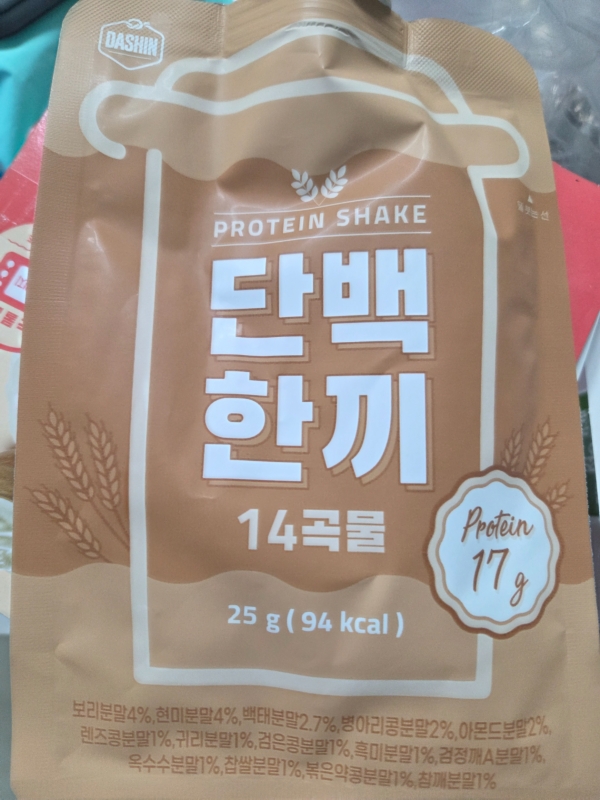 DASHIN
PROTEIN SHAKE
단백
한끼
14곡물
Protein
17 g
25 g ( 94 kcal )
보리분말4%,현미분말4%,백태분말2.7%,병아리콩분말2%,아몬드분말2%,
렌즈콩분말1%,귀리분말1%,검은콩분말1%,흑미분말1%,검정깨A분말1%,
옥수수분말1%,찹쌀분말1%,볶은약콩분말1%,참깨분말1%